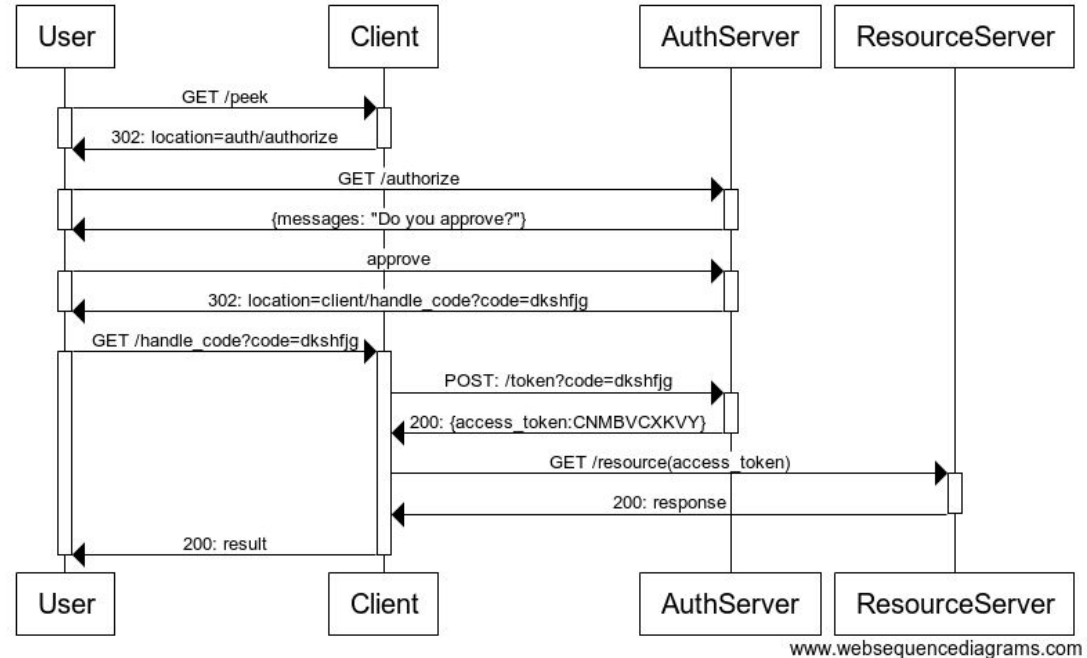 User
Client
AuthServer
ResourceServer
GET /peek
302: location=auth/authorize
GET /authorize
{messages: "Do you approve?"}
approve
302: location=client/handle_code?code=dkshfjg
GET /handle_code?code=dkshfjg
POST: /token?code=dkshfjg
200: {access_token:CNMBVCXKVY}
GET /resource(access_token)
200: response
200: result
User
Client
AuthServer
ResourceServer
www.websequencediagrams.com